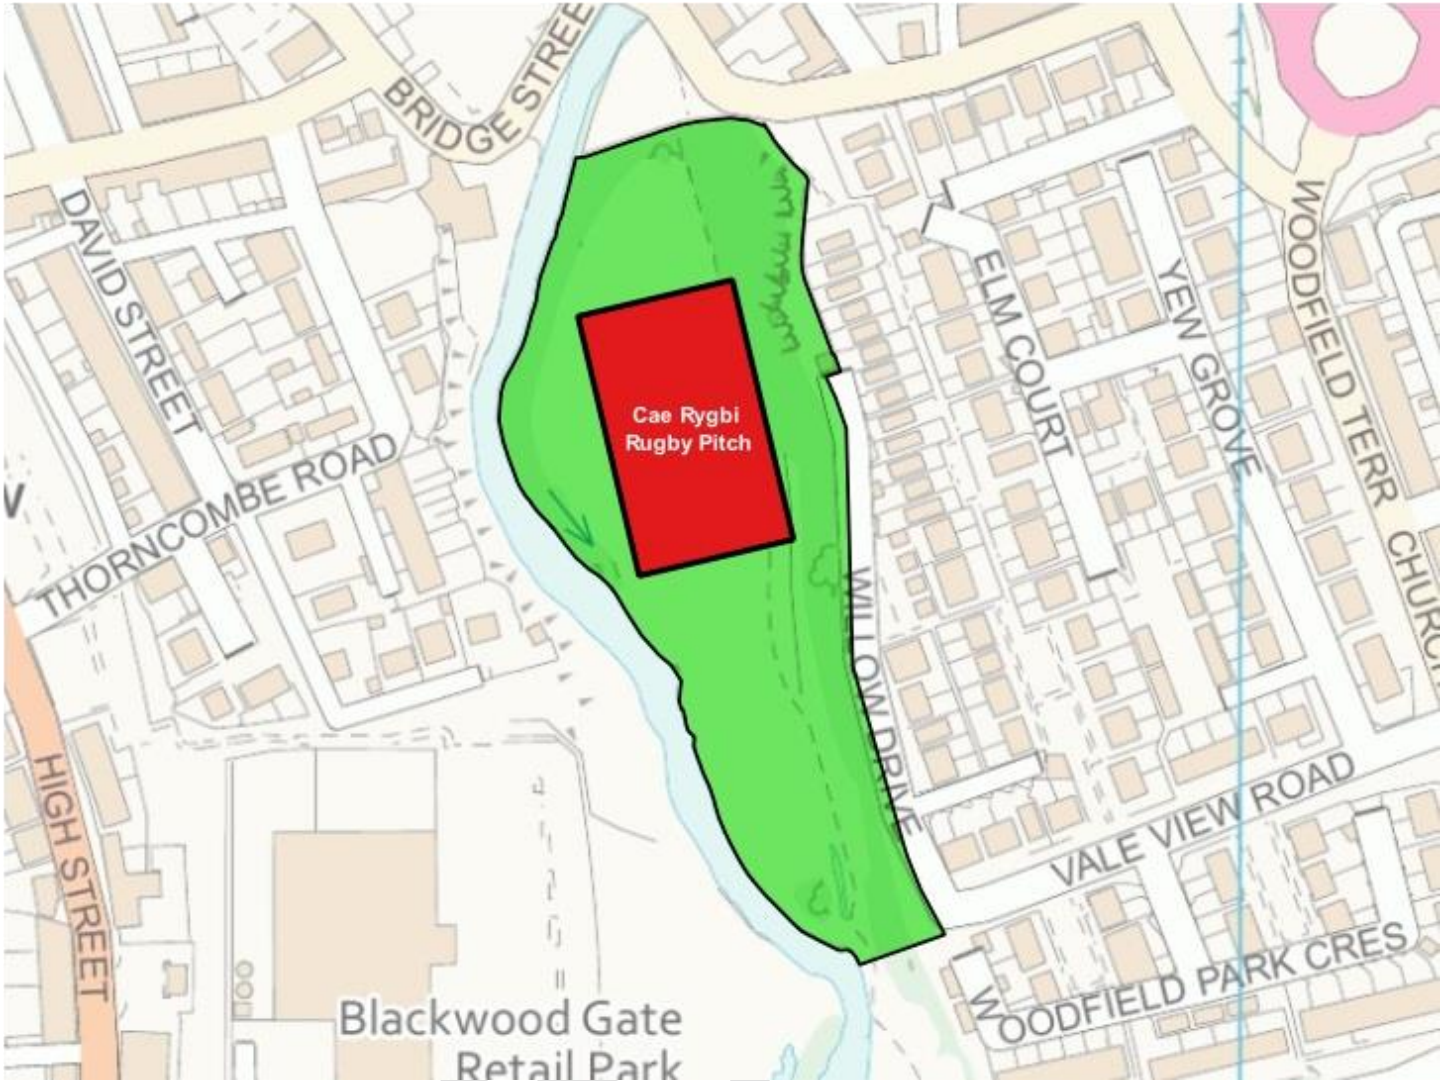 BRIDGE STREE
DAVID STREET
THORNCOMBE ROAD
HIGH STREET
Cae Rygbi
Rugby Pitch
WILLOW DRIVE
ELM COURT
YEW GROVE
WOODFIELD TERR
CHURCH
VALE VIEW ROAD
WOODFIELD PARK CRES
Blackwood Gate
Retail Park